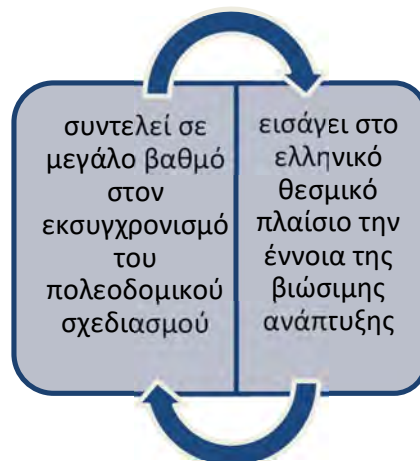 συντελεί σε
μεγάλο βαθμό
στον
εκσυγχρονισμό
του
πολεοδομικού
σχεδιασμού
εισάγει στο
ελληνικό
θεσμικό
πλαίσιο την
έννοια της
βιώσιμης
ανάπτυξης